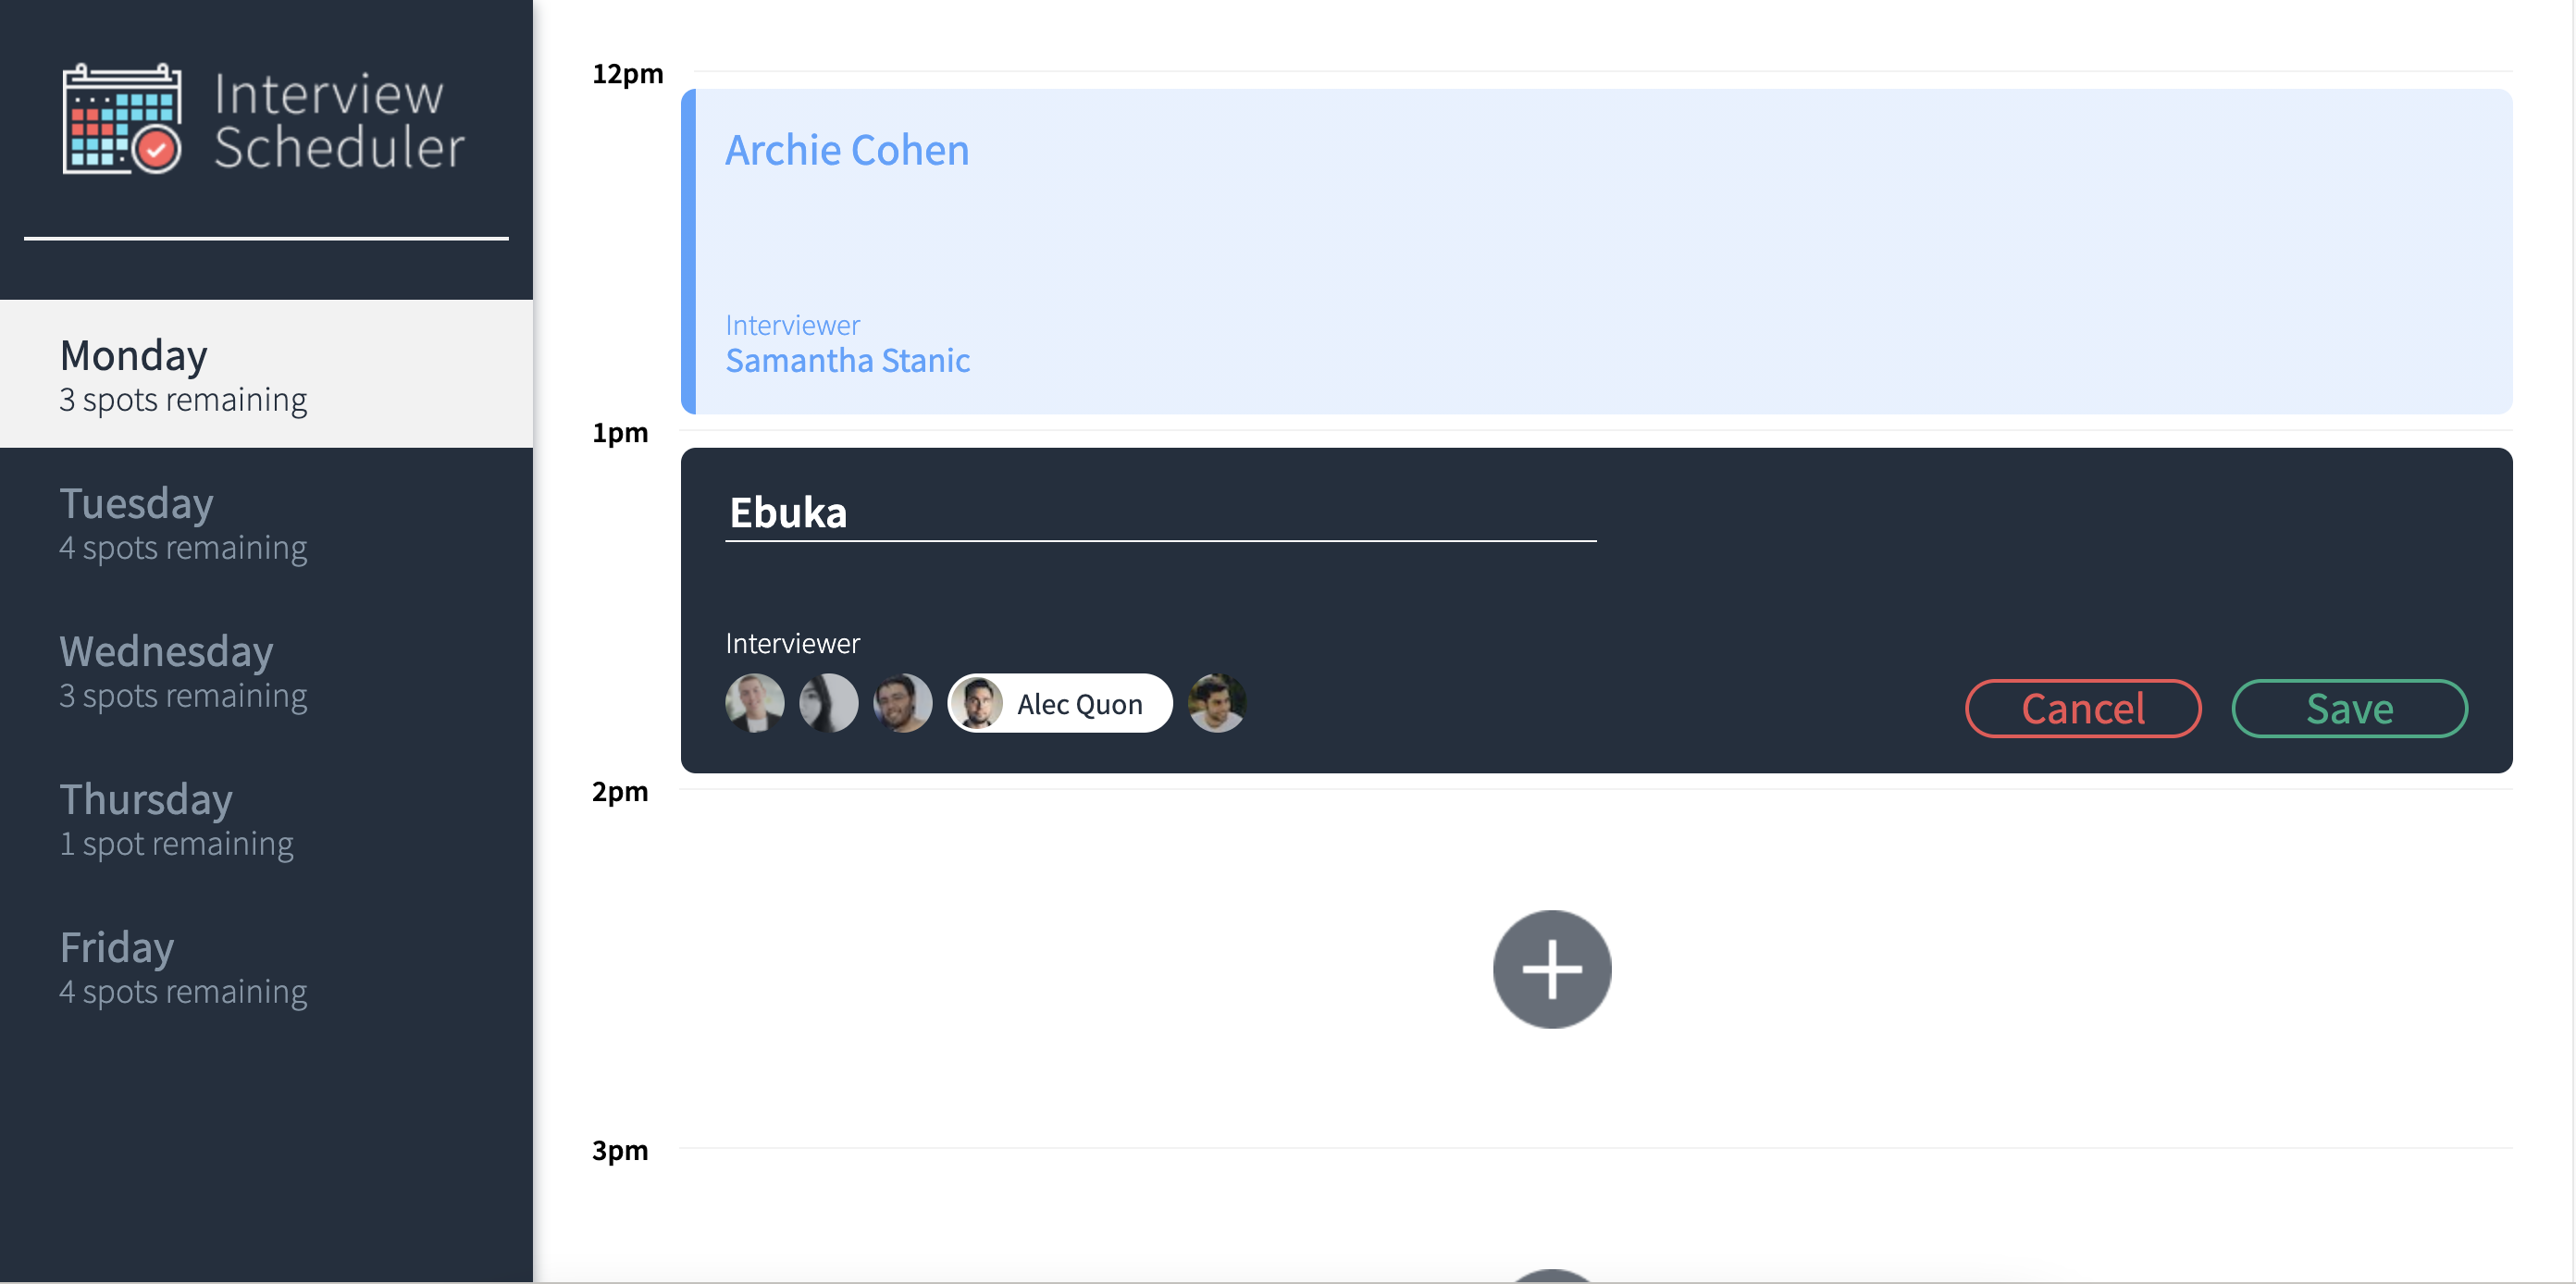 Interview
Scheduler
Monday
3 spots remaining
Tuesday
4 spots remaining
Wednesday
3 spots remaining
Thursday
1 spot remaining
Friday
4 spots remaining
12pm
Archie Cohen
Interviewer
Samantha Stanic
1pm
Ebuka
Interviewer
Alec Quon
Cancel
Save
2pm
3pm